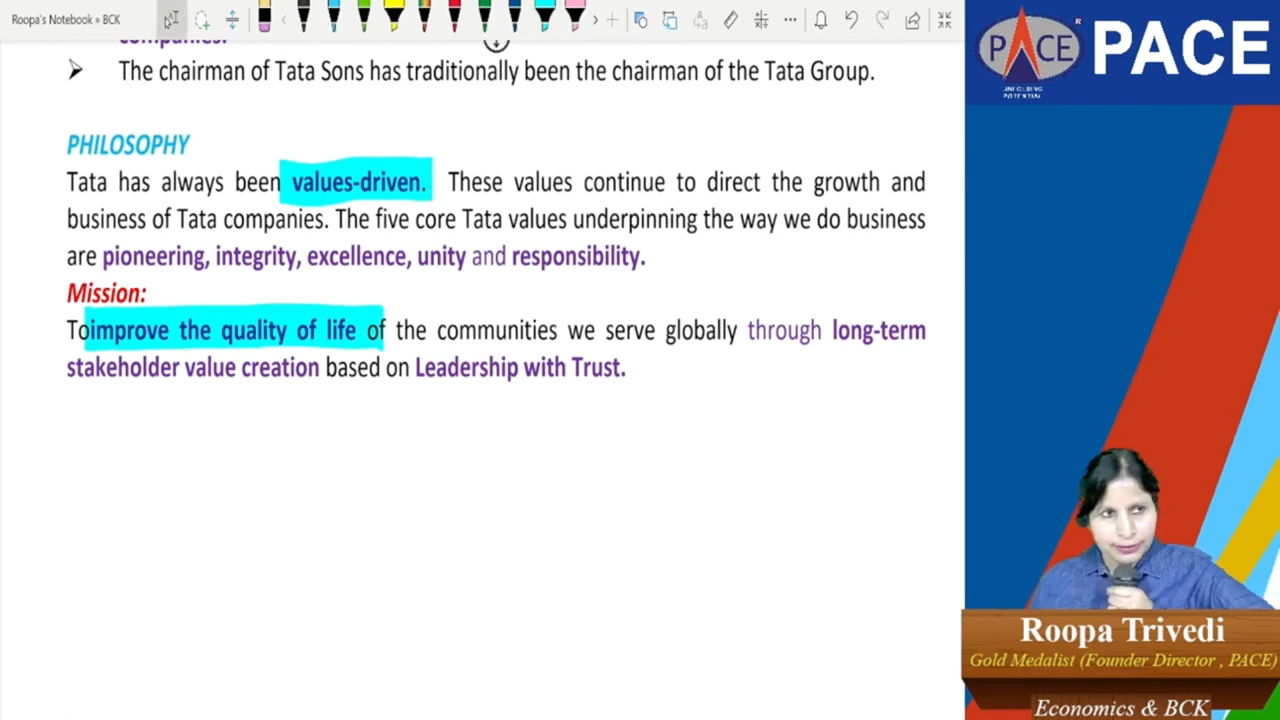 Roopa's Notebook » BCK
companies.
The chairman of Tata Sons has traditionally been the chairman of the Tata Group.
PHILOSOPHY
Tata has always been values-driven. These values continue to direct the growth and
business of Tata companies. The five core Tata values underpinning the way we do business
are pioneering, integrity, excellence, unity and responsibility.
Mission:
Toimprove the quality of life of the communities we serve globally through long-term
stakeholder value creation based on Leadership with Trust.
PACE
UNFOLDING
POTENTIAL
PACE
Roopa Trivedi
Gold Medalist (Founder Director , PACE)
Economics & BCK